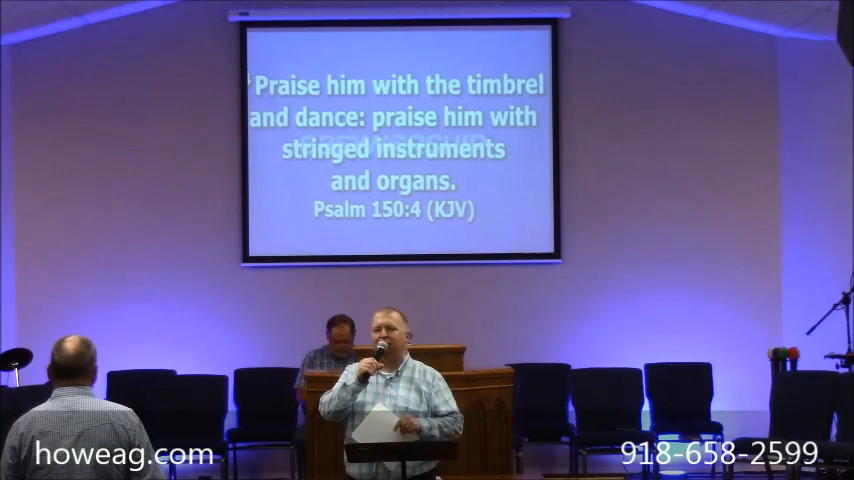 Praise him with the timbrel
and dance: praise him with
stringed instruments
and organs.
Psalm 150:4 (KJV)
howeag.com
918-658-2599